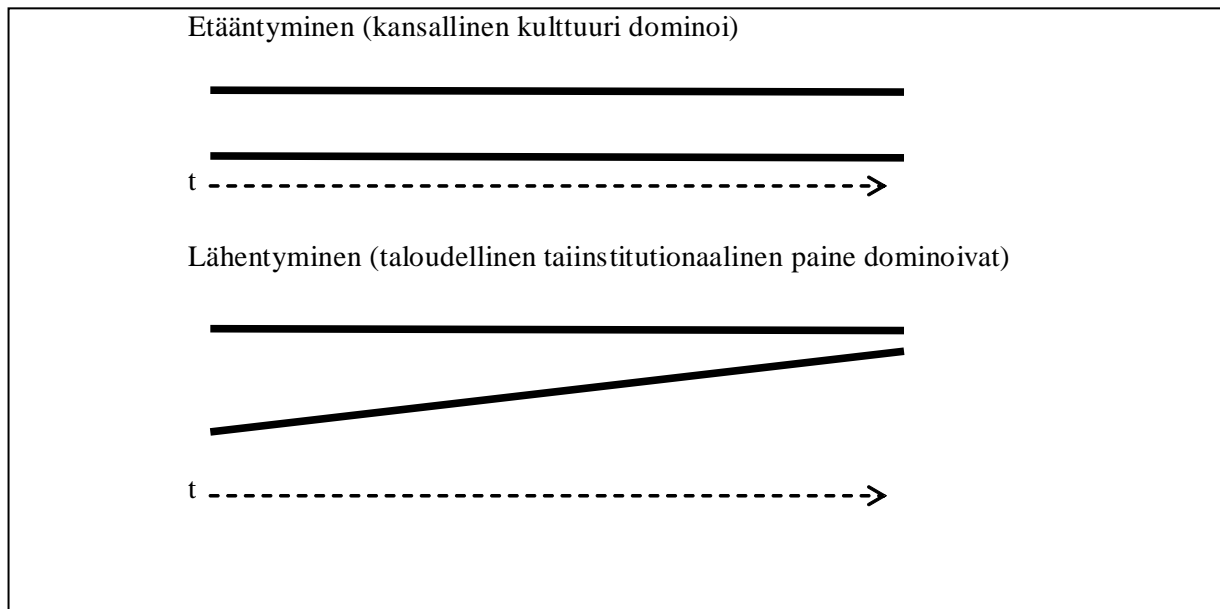 Etääntyminen (kansallinen kulttuuri dominoi)
t
Lähentyminen (taloudellinen taiinstitutionaalinen paine dominoivat)
t